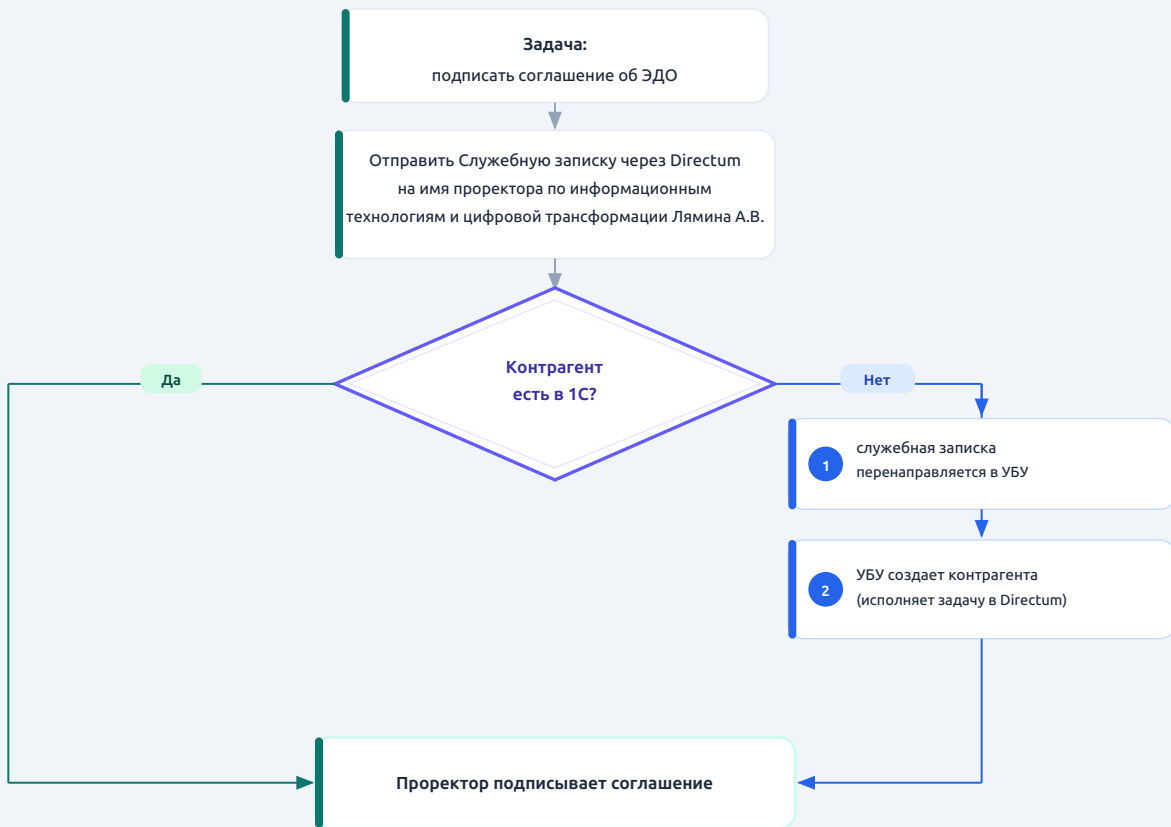 Задача:
подписать соглашение об ЭДО
Отправить Служебную записку через Directum
на имя проректора по информационным
технологиям и цифровой трансформации Лямина А.В.
Контрагент
есть в 1С?
Да
Нет
1
служебная записка
перенаправляется в УБУ
2
УБУ создает контрагента
(исполняет задачу в Directum)
Проректор подписывает соглашение